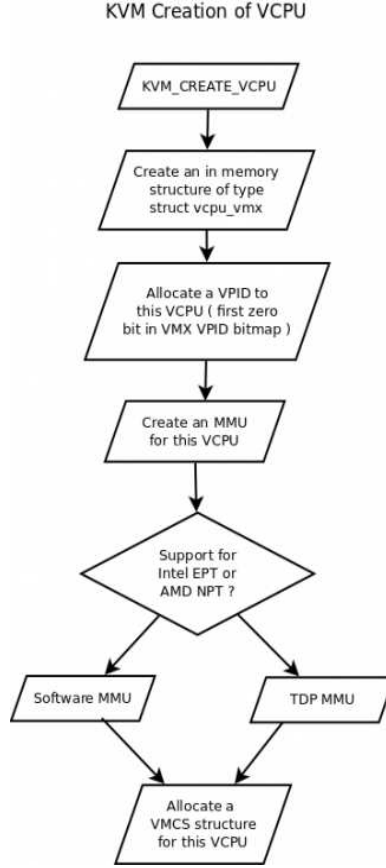 KVM Creation of VCPU
KVM_CREATE_VCPU
Create an in memory
structure of type
struct vcpu_vmx
Allocate a VPID to
this VCPU ( first zero
bit in VMX VPID bitmap )
Create an MMU
for this VCPU
Support for
Intel EPT or
AMD NPT ?
Software MMU
TDP MMU
Allocate a
VMCS structure
for this VCPU